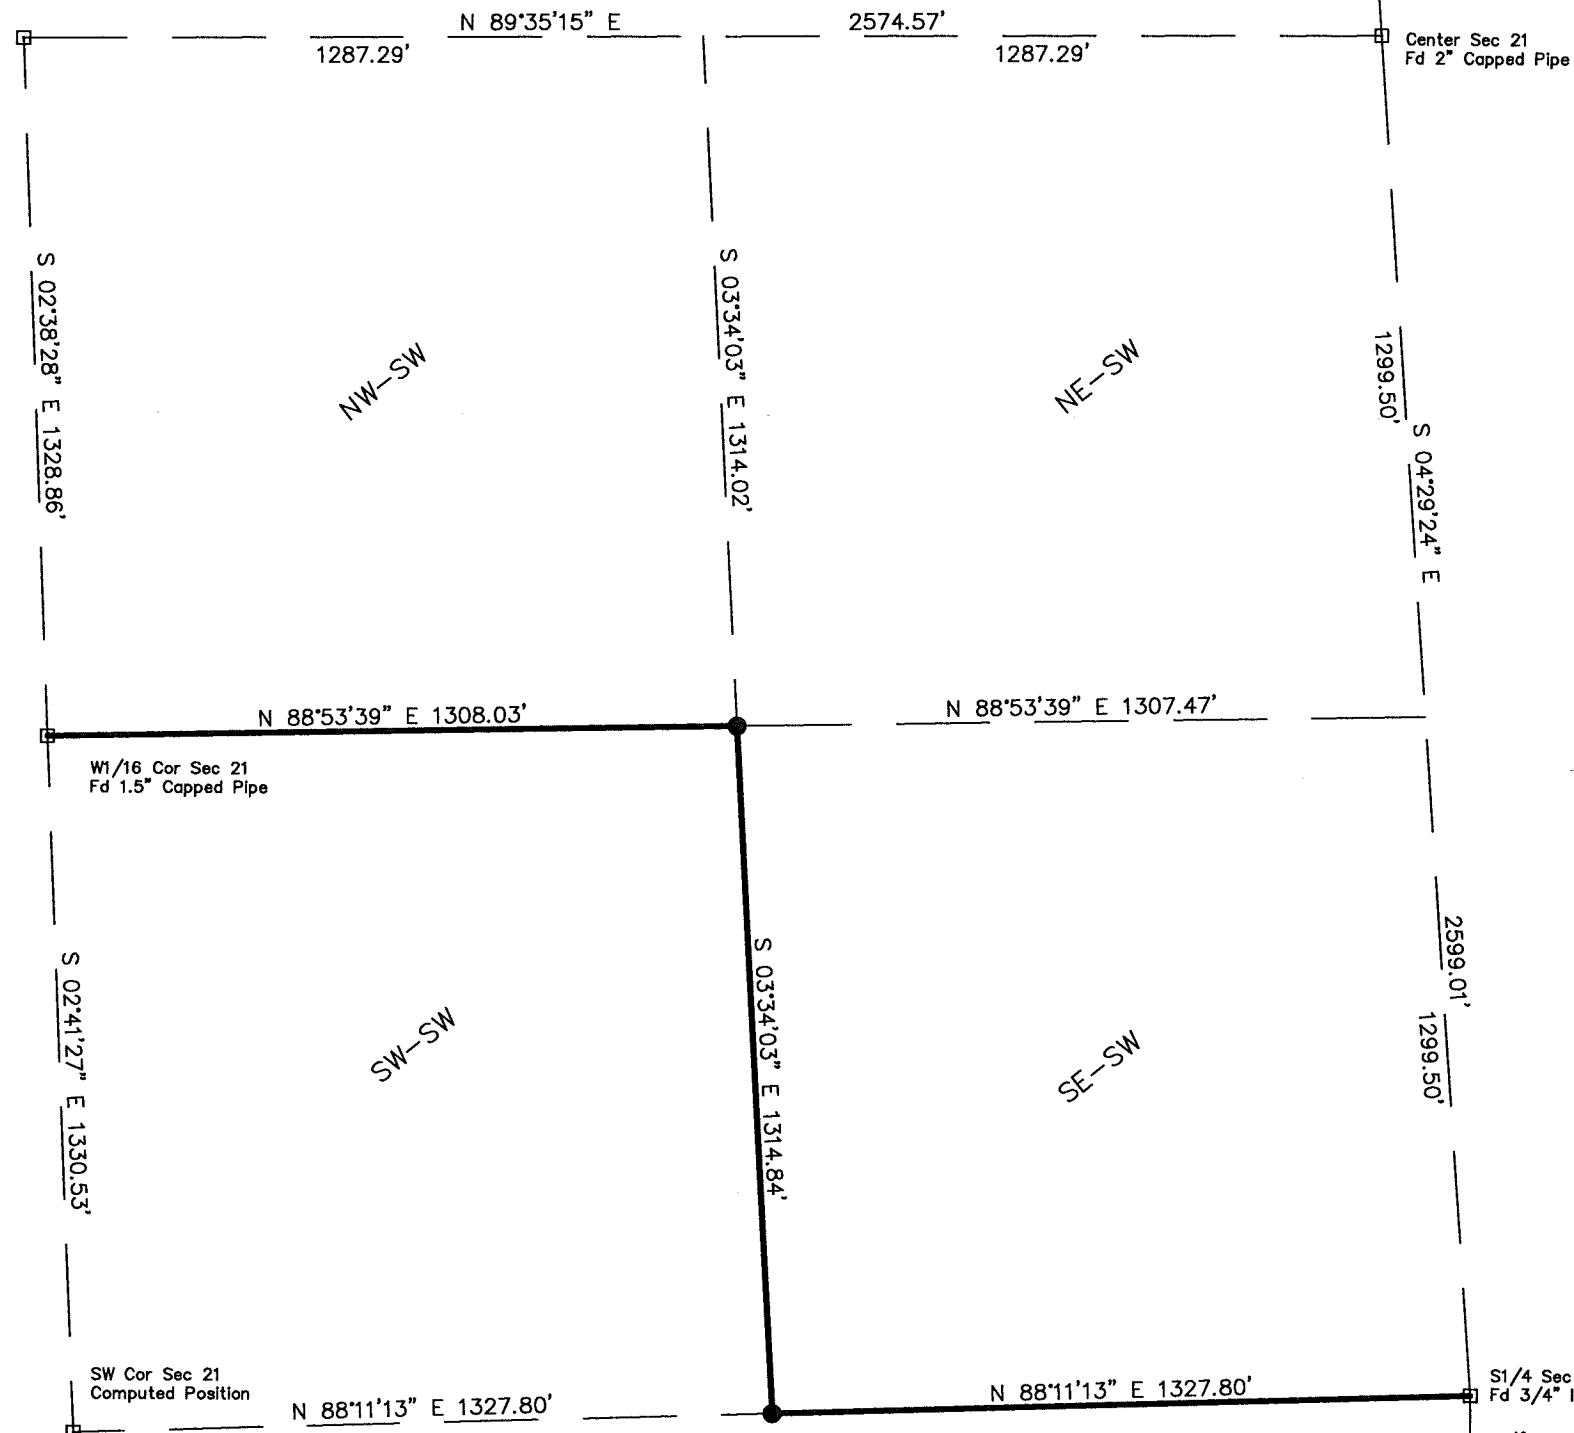 N 89°35'15" E 2574.57'
1287.29' 1287.29'
Center Sec 21
Fd 2" Capped Pipe
S 02°38'28" E 1328.86'
S 03°34'03" E 1314.02'
1299.50'
S 04°29'24" E
NW-SW
NE-SW
N 88°53'39" E 1308.03'
N 88°53'39" E 1307.47'
W1/16 Cor Sec 21
Fd 1.5" Capped Pipe
S 02°41'27" E 1330.53'
S 03°34'03" E 1314.84'
2599.01'
1299.50'
SW-SW
SE-SW
SW Cor Sec 21
Computed Position
N 88°11'13" E 1327.80'
N 88°11'13" E 1327.80'
S1/4 Sec
Fd 3/4"